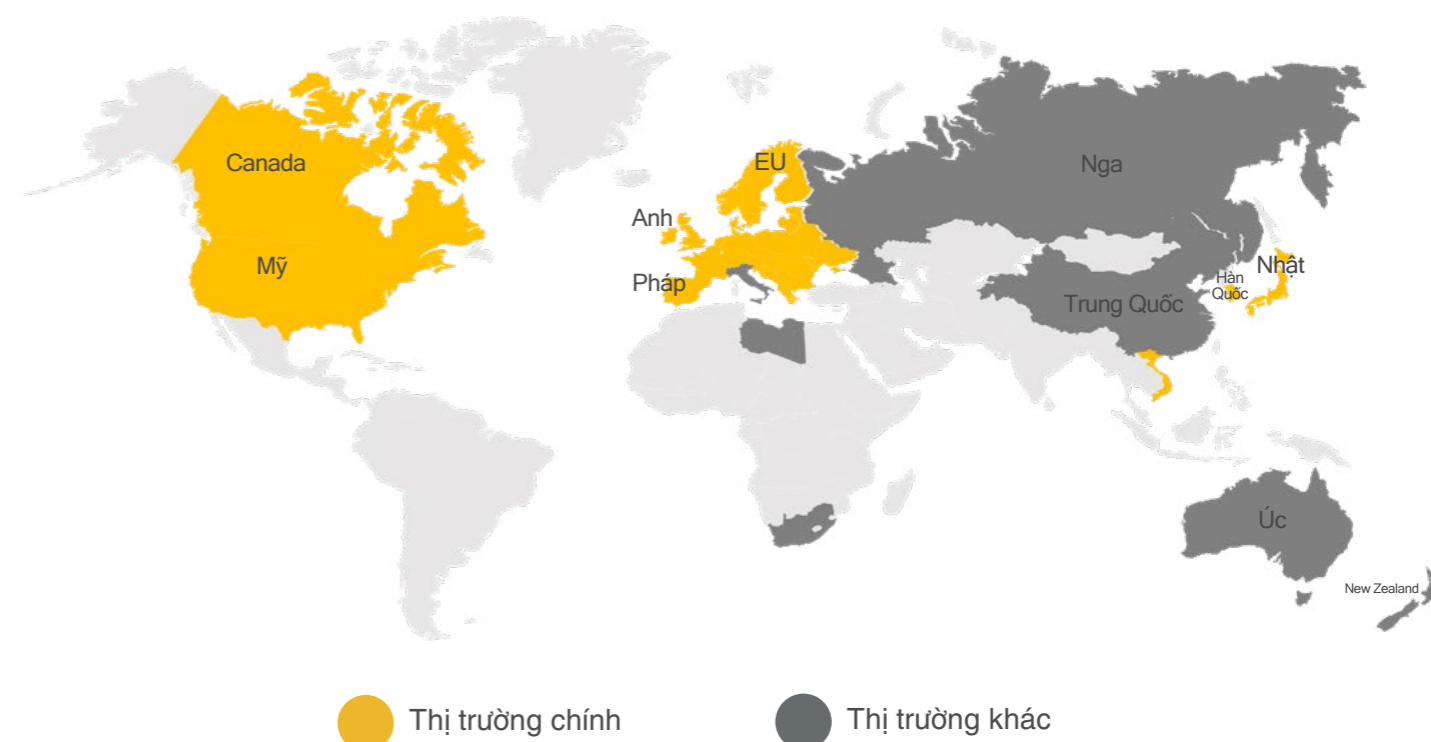 Canada
EU
Nga
Anh
Mỹ
Pháp
Hàn
Quốc
Nhật
Trung Quốc
Úc
New Zealand
Thị trường chính
Thị trường khác